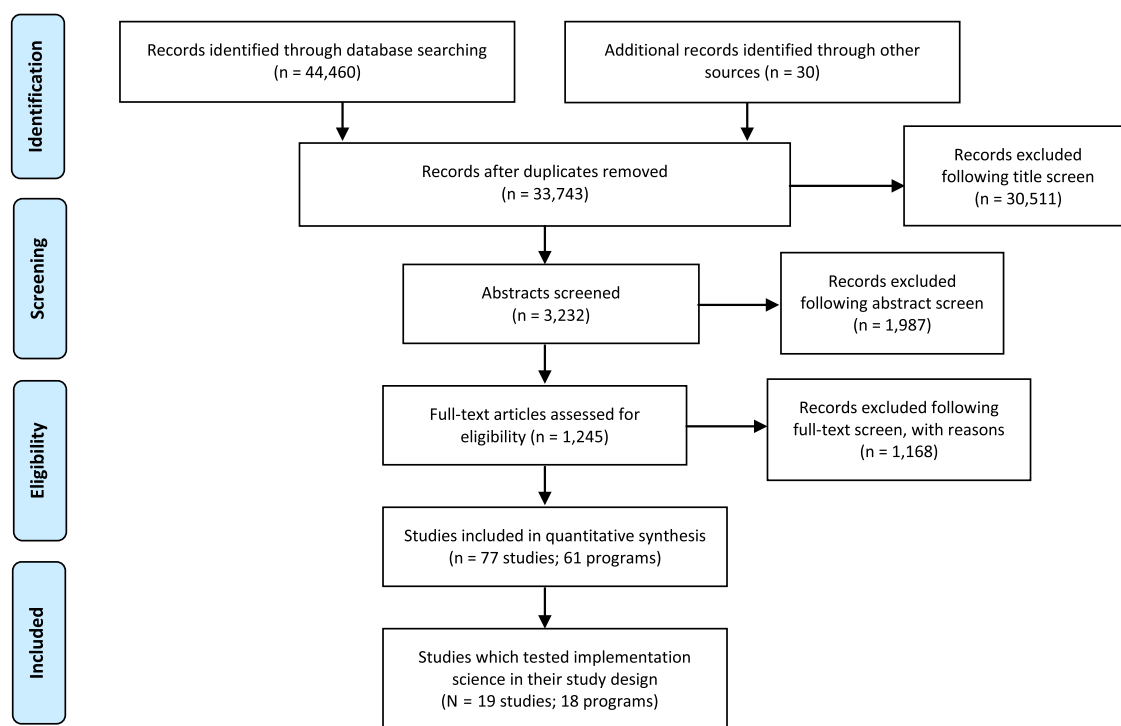 Identification
Records identified through database searching
(n = 44,460)
Additional records identified through other
sources (n = 30)
Records after duplicates removed
(n = 33,743)
Records excluded
following title screen
(n = 30,511)
Screening
Abstracts screened
(n = 3,232)
Records excluded
following abstract screen
(n = 1,987)
Eligibility
Full-text articles assessed for
eligibility (n = 1,245)
Records excluded following
full-text screen, with reasons
(n = 1,168)
Studies included in quantitative synthesis
(n = 77 studies; 61 programs)
Included
Studies which tested implementation
science in their study design
(N = 19 studies; 18 programs)